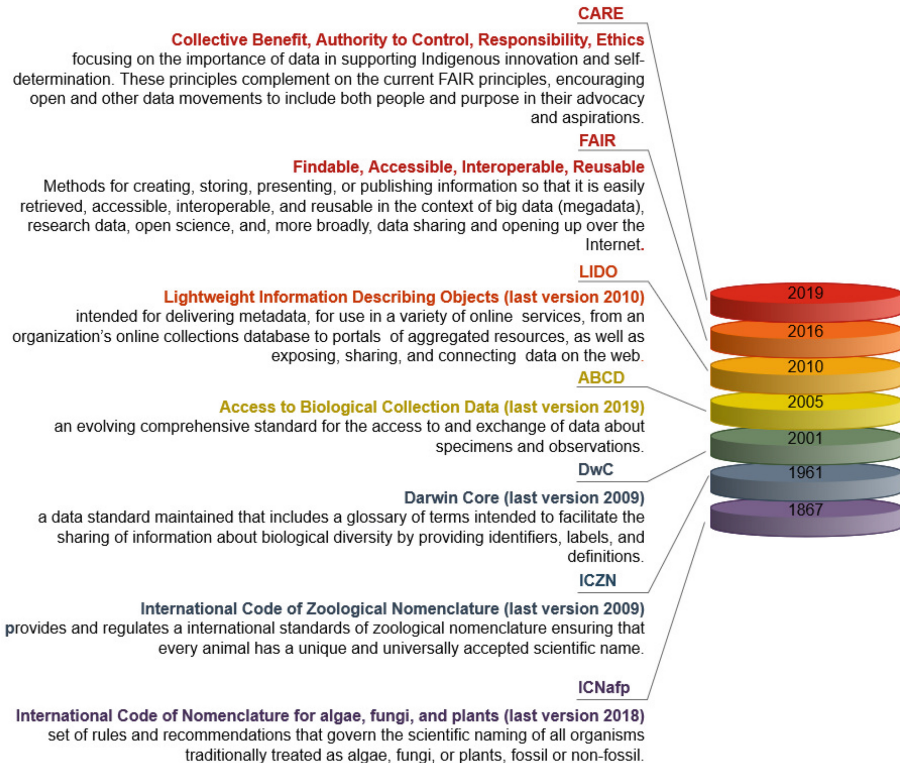 CARE
Collective Benefit, Authority to Control, Responsibility, Ethics
focusing on the importance of data in supporting Indigenous innovation and self-
determination. These principles complement on the current FAIR principles, encouraging
open and other data movements to include both people and purpose in their advocacy
and aspirations.
FAIR
Findable, Accessible, Interoperable, Reusable
Methods for creating, storing, presenting, or publishing information so that it is easily
retrieved, accessible, interoperable, and reusable in the context of big data (megadata),
research data, open science, and, more broadly, data sharing and opening up over the
Internet.
LIDO
Lightweight Information Describing Objects (last version 2010)
intended for delivering metadata, for use in a variety of online services, from an
organization's online collections database to portals of aggregated resources, as well as
exposing, sharing, and connecting data on the web.
ABCD
Access to Biological Collection Data (last version 2019)
an evolving comprehensive standard for the access to and exchange of data about
specimens and observations.
DwC
Darwin Core (last version 2009)
a data standard maintained that includes a glossary of terms intended to facilitate the
sharing of information about biological diversity by providing identifiers, labels, and
definitions.
ICZN
International Code of Zoological Nomenclature (last version 2009)
provides and regulates a international standards of zoological nomenclature ensuring that
every animal has a unique and universally accepted scientific name.
ICNafp
International Code of Nomenclature for algae, fungi, and plants (last version 2018)
set of rules and recommendations that govern the scientific naming of all organisms
traditionally treated as algae, fungi, or plants, fossil or non-fossil.
2019
2016
2010
2005
2001
1961
1867